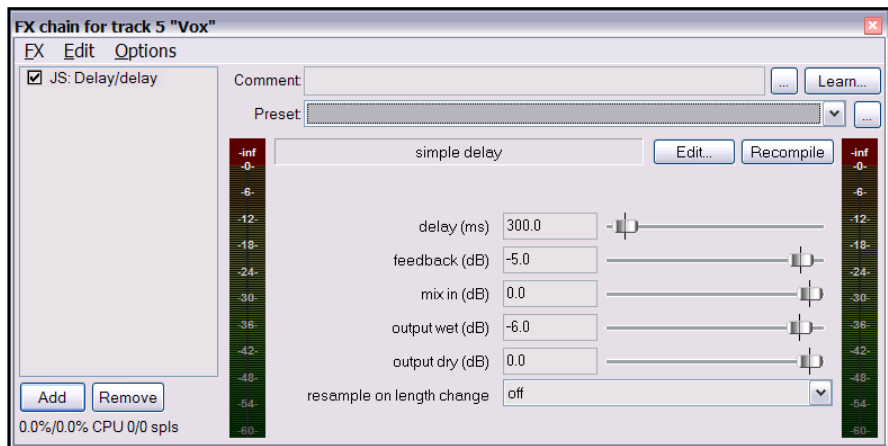 FX chain for track 5 "Vox"
FX Edit Options
JS: Delay/delay
Comment: ... Learn...
Preset: ...
-inf simple delay Edit... Recompile -inf
-0- -0-
-6- -6-
-12- delay (ms) 300.0 -12-
-18- -18-
-24- feedback (dB) -5.0 -24-
-30- mix in (dB) 0.0 -30-
-36- output wet (dB) -6.0 -36-
-42- output dry (dB) 0.0 -42-
-48- resample on length change off -48-
-54- -54-
-60- -60-
Add Remove
0.0%/0.0% CPU 0/0 spls